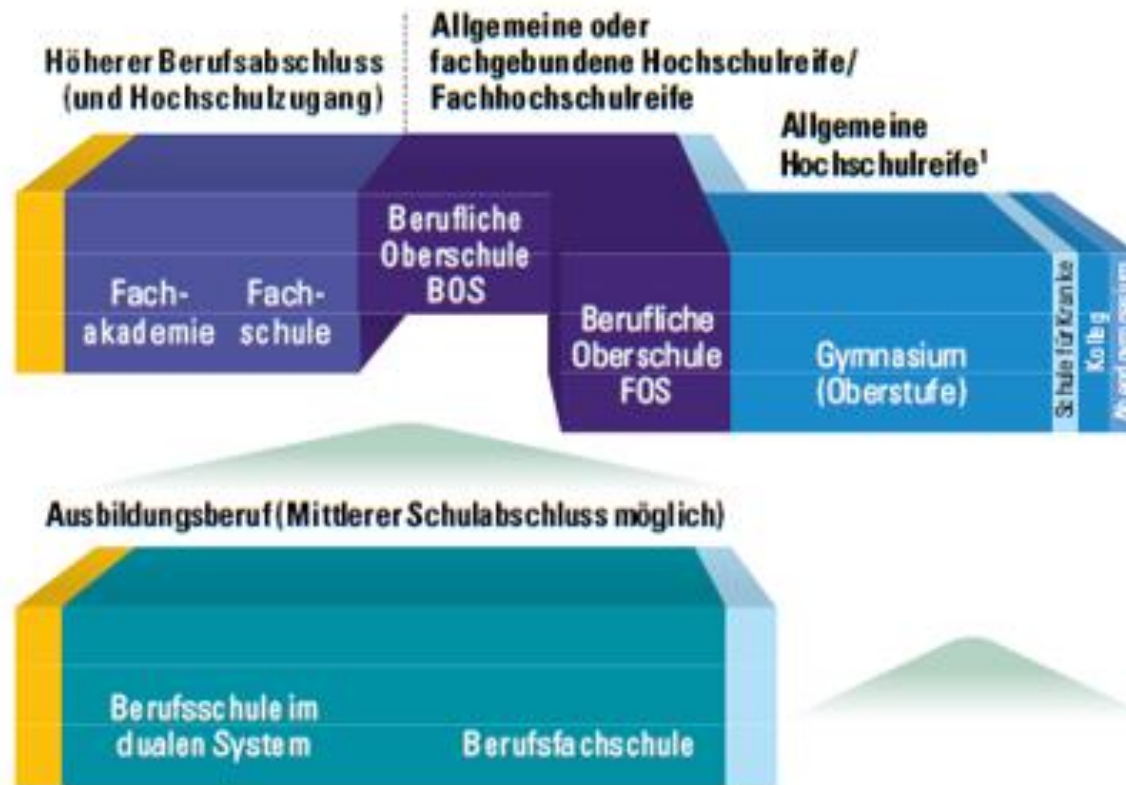 Höherer Berufsabschluss
(und Hochschulzugang)
Allgemeine oder
fachgebundene Hochschulreife/
Fachhochschulreife
Allgemeine
Hochschulreife¹
Fach-
akademie
Fach-
schule
Berufliche
Oberschule
BOS
Berufliche
Oberschule
FOS
Gymnasium
(Oberstufe)
Schule für Kranke
Kolleg
Abendgymnasium
Ausbildungsberuf (Mittlerer Schulabschluss möglich)
Berufsschule im
dualen System
Berufsfachschule